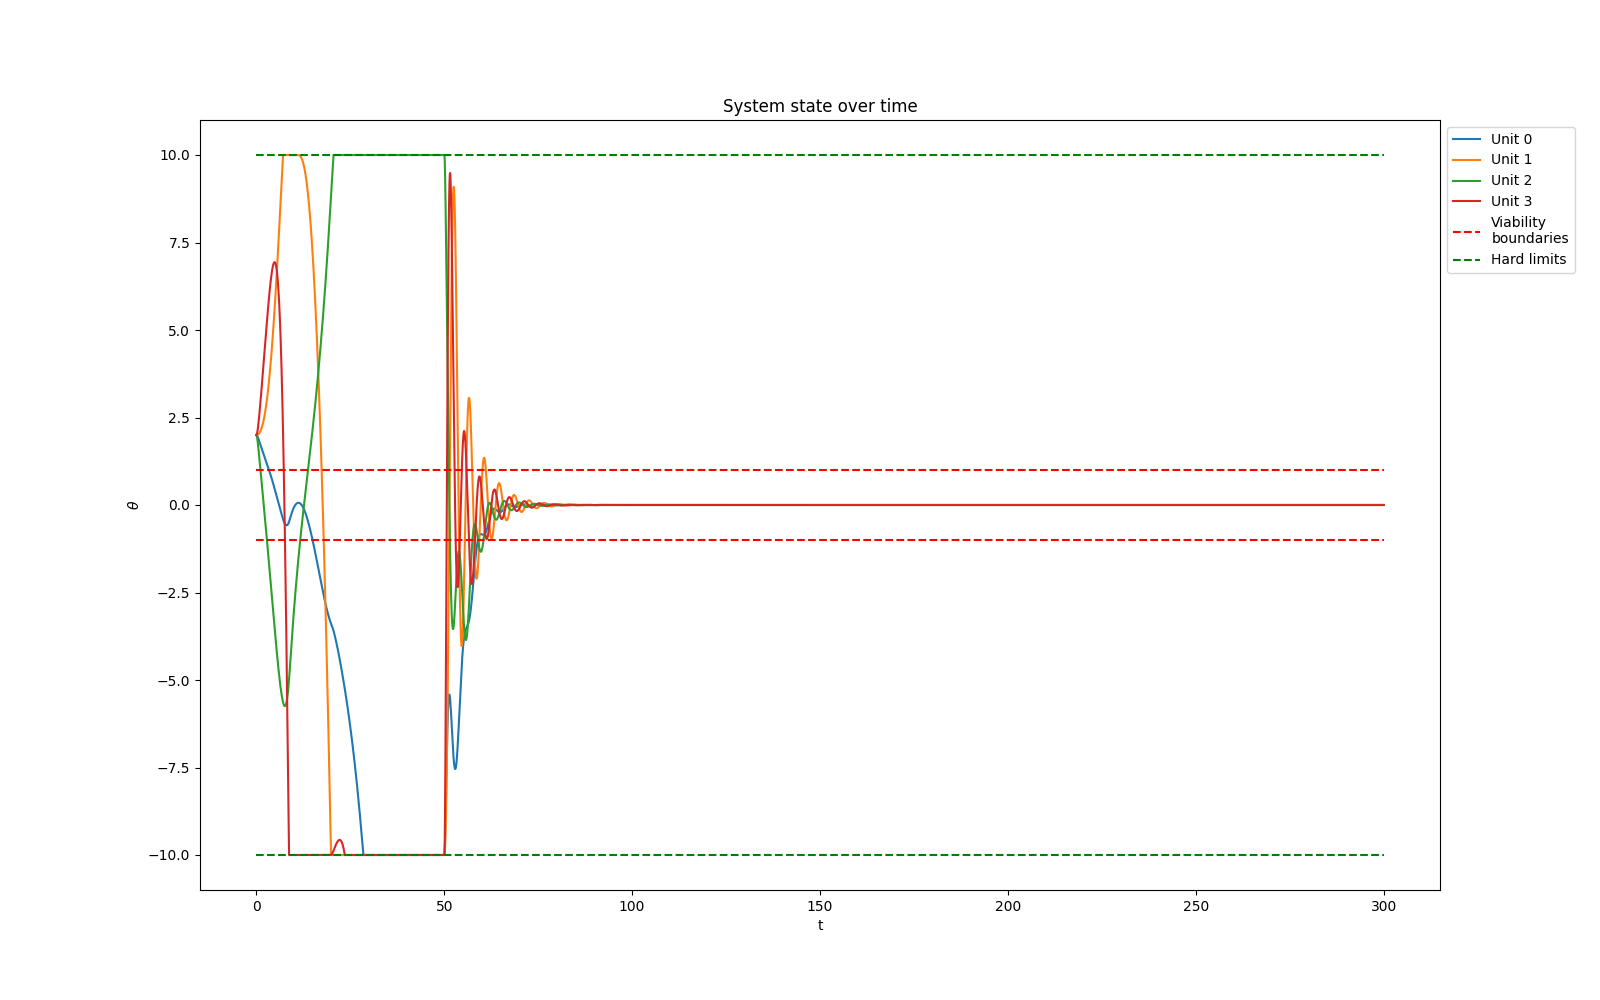 System state over time
10.0
7.5
5.0
2.5
0.0
−2.5
−5.0
−7.5
−10.0
θ
0
50
100
150
200
250
300
t
Unit 0
Unit 1
Unit 2
Unit 3
Viability
boundaries
Hard limits